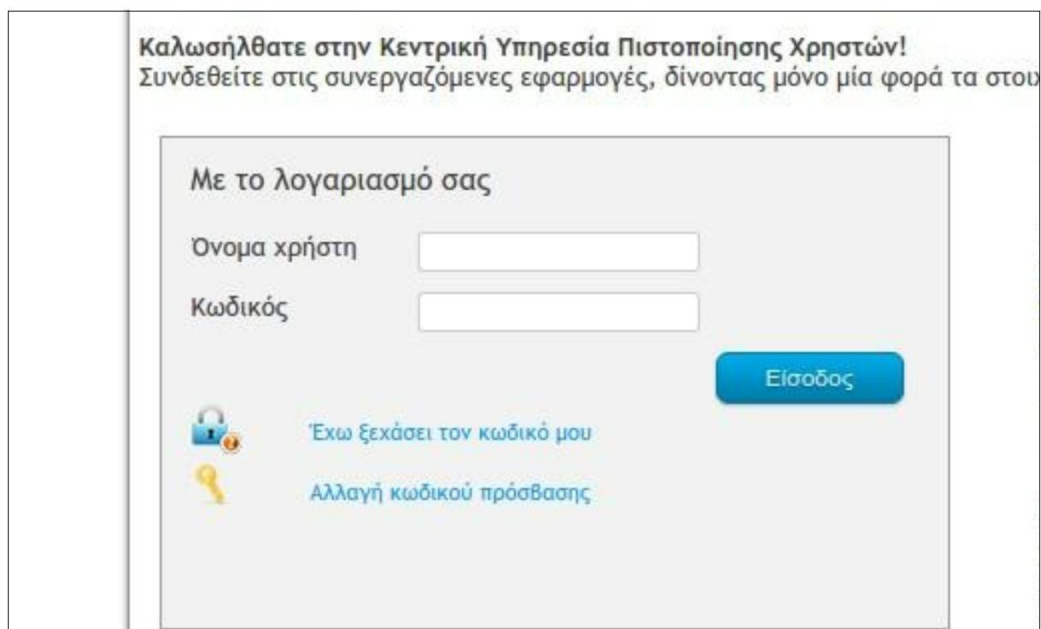 Καλωσήλθατε στην Κεντρική Υπηρεσία Πιστοποίησης Χρηστών!
Συνδεθείτε στις συνεργαζόμενες εφαρμογές, δίνοντας μόνο μία φορά τα
Με το λογαριασμό σας
Όνομα χρήστη
Κωδικός
Είσοδος
Έχω ξεχάσει τον κωδικό μου
Αλλαγή κωδικού πρόσβασης